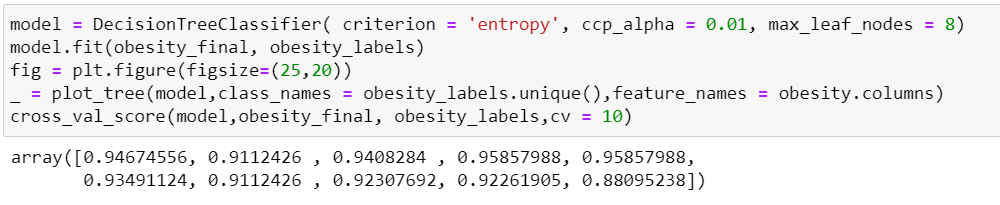 model = DecisionTreeClassifier( criterion = 'entropy', ccp_alpha = 0.01, max_leaf_nodes = 8)
model.fit(obesity_final, obesity_labels)
fig = plt.figure(figsize=(25,20))
_ = plot_tree(model,class_names = obesity_labels.unique(),feature_names = obesity.columns)
cross_val_score(model,obesity_final, obesity_labels,cv = 10)
array([0.94674556, 0.9112426 , 0.9408284 , 0.95857988, 0.95857988,
       0.93491124, 0.9112426 , 0.92307692, 0.92261905, 0.88095238])